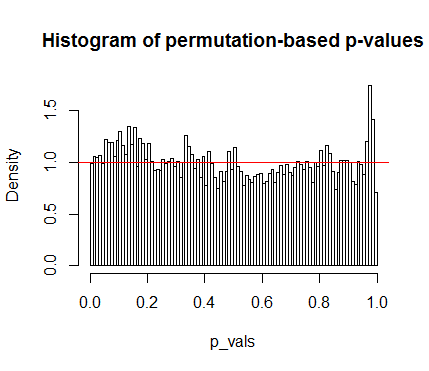 Histogram of permutation-based p-values
Density
0.0
0.5
1.0
1.5
0.0 0.2 0.4 0.6 0.8 1.0
p_vals